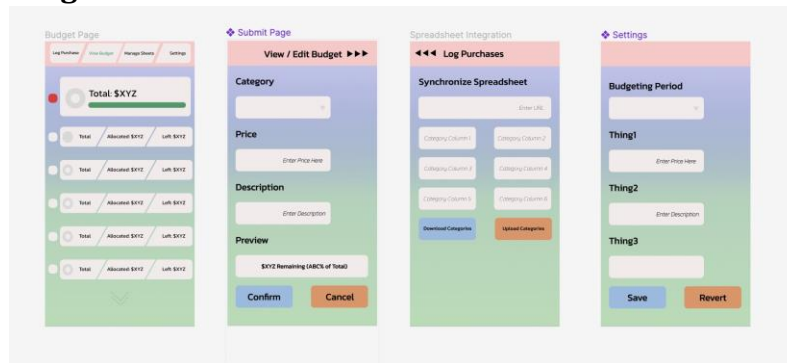 Budget Page
Log Purchase View Budget Manage Sheets Settings
Total: $XYZ
Total Allocated: $XYZ Left: $XYZ
Total Allocated: $XYZ Left: $XYZ
Total Allocated: $XYZ Left: $XYZ
Total Allocated: $XYZ Left: $XYZ
Total Allocated: $XYZ Left: $XYZ
Submit Page
View / Edit Budget
Category
Price
Enter Price Here
Description
Enter Description
Preview
$XYZ Remaining (ABC% of Total)
Confirm Cancel
Spreadsheet Integration
Log Purchases
Synchronize Spreadsheet
Enter URL
Category Column 1 Category Column 2
Category Column 3 Category Column 4
Category Column 5 Category Column 6
Download Categories Upload Categories
Settings
Budgeting Period
Thing1
Enter Price Here
Thing2
Enter Description
Thing3
Save Revert